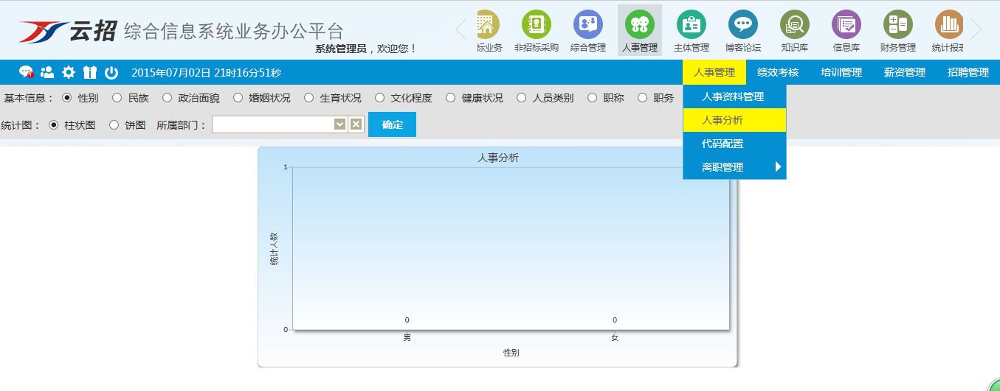 云招 综合信息系统业务办公平台
系统管理员，欢迎您！
标业务 非招标采购 综合管理 人事管理 主体管理 博客论坛 知识库 信息库 财务管理 统计报表
2015年07月02日 21时16分51秒
人事管理 绩效考核 培训管理 薪资管理 招聘管理
基本信息： 性别 民族 政治面貌 婚姻状况 生育状况 文化程度 健康状况 人员类别 职称 职务
人事资料管理
人事分析
代码配置
离职管理
统计图： 柱状图 饼图 所属部门： 确定
人事分析
1
统计人数
0 0
0
男 女
性别